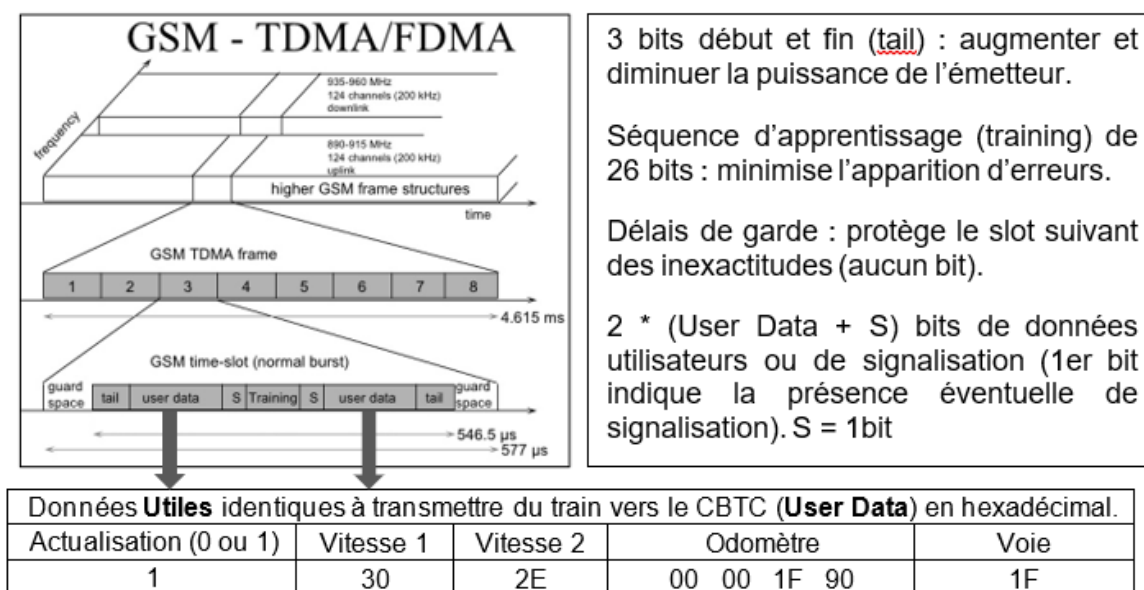 GSM - TDMA/FDMA
935-960 MHz
124 channels (200 kHz)
downlink
frequency
890-915 MHz
124 channels (200 kHz)
uplink
higher GSM frame structures
time
GSM TDMA frame
1 2 3 4 5 6 7 8
4.615 ms
GSM time-slot (normal burst)
guard space tail user data S Training S user data tail guard space
546.5 µs
577 µs
3 bits début et fin (tail) : augmenter et
diminuer la puissance de l'émetteur.
Séquence d'apprentissage (training) de
26 bits : minimise l'apparition d'erreurs.
Délais de garde : protège le slot suivant
des inexactitudes (aucun bit).
2 * (User Data + S) bits de données
utilisateurs ou de signalisation (1er bit
indique la présence éventuelle de
signalisation). S = 1bit
Données Utiles identiques à transmettre du train vers le CBTC (User Data) en hexadécimal.
Actualisation (0 ou 1) Vitesse 1 Vitesse 2 Odomètre Voie
1 30 2E 00 00 1F 90 1F